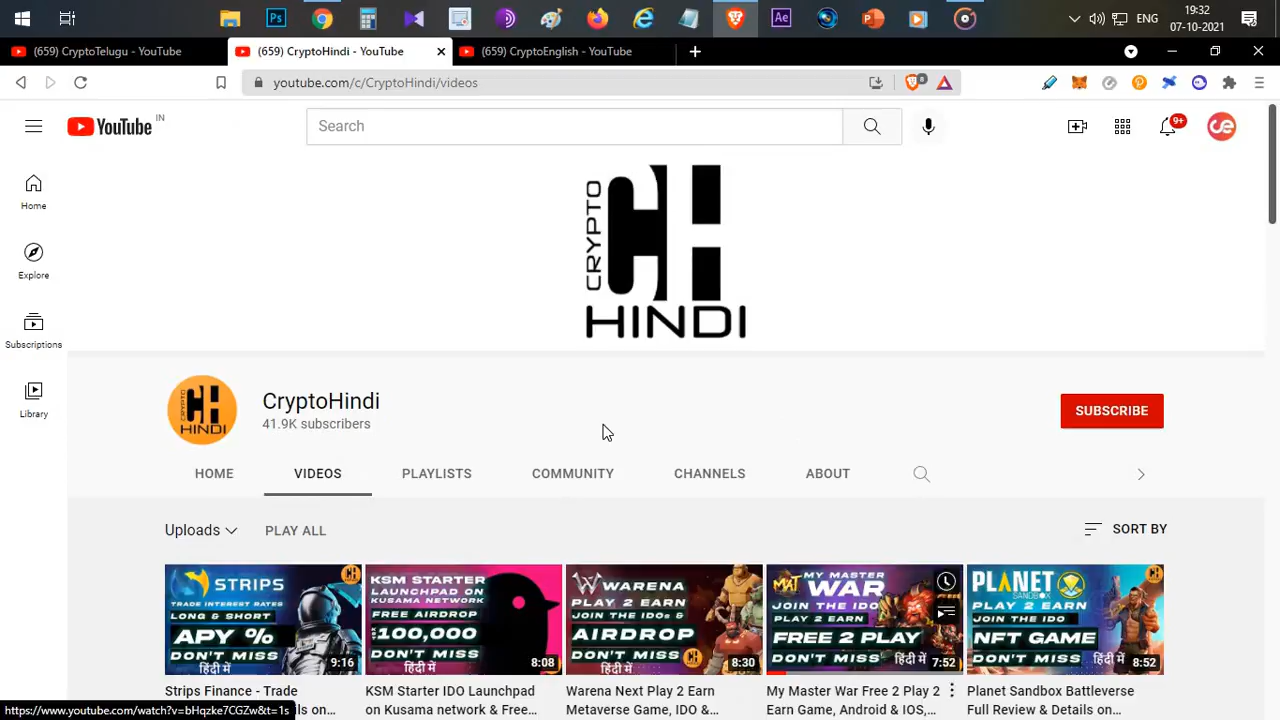 19:32
ENG
07-10-2021
(659) CryptoTelugu - YouTube
(659) CryptoHindi - YouTube
(659) CryptoEnglish - YouTube
youtube.com/c/CryptoHindi/videos
8
YouTube IN
Search
9+
Home
Explore
Subscriptions
Library
CRYPTO
CH
HINDI
CRYPTO
CH
HINDI
CryptoHindi
41.9K subscribers
SUBSCRIBE
HOME
VIDEOS
PLAYLISTS
COMMUNITY
CHANNELS
ABOUT
Uploads
PLAY ALL
SORT BY
STRIPS
TRADE INTEREST RATES
LONG & SHORT
APY %
DON'T MISS
हिंदी में
9:16
KSM STARTER
LAUNCHPAD ON
KUSAMA NETWORK
FREE AIRDROP
100,000
DON'T MISS
हिंदी में
8:08
WARENA
PLAY 2 EARN
JOIN THE IDOs &
AIRDROP
DON'T MISS
हिंदी में
8:30
MY MASTER
WAR
JOIN THE IDO
PLAY 2 EARN
FREE 2 PLAY
DON'T MISS
हिंदी में
7:52
PLANET
SANDBOX
PLAY 2 EARN
JOIN THE IDO
NFT GAME
DON'T MISS
हिंदी में
8:52
Strips Finance - Trade
KSM Starter IDO Launchpad
on Kusama network & Free...
Warena Next Play 2 Earn
Metaverse Game, IDO &...
My Master War Free 2 Play 2
Earn Game, Android & IOS,...
Planet Sandbox Battleverse
Full Review & Details on...
https://www.youtube.com/watch?v=bHqzke7CGZw&t=1s